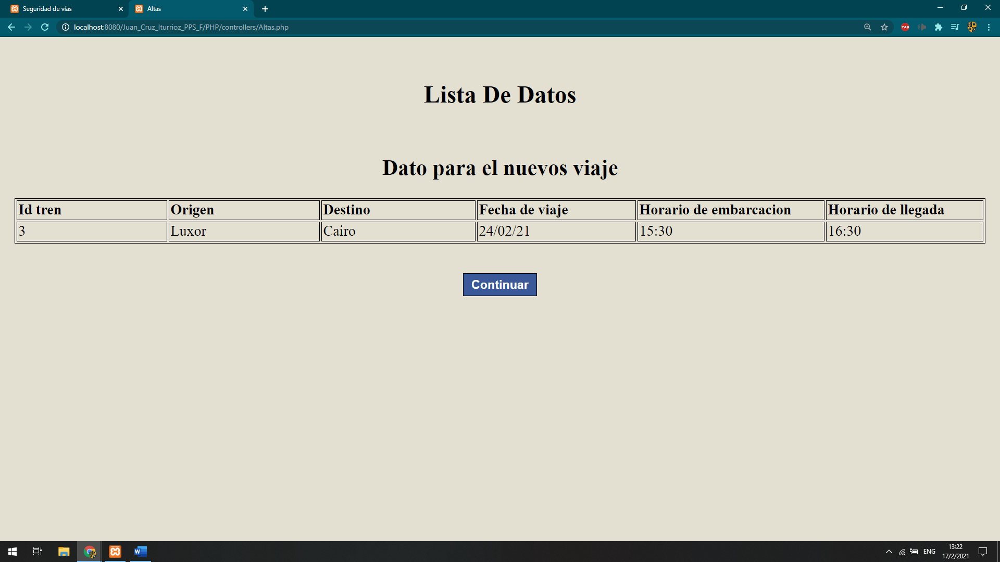 Seguridad de vías
Altas
localhost:8080/Juan_Cruz_Iturrioz_PPS_F/PHP/controllers/Altas.php
YAB
Lista De Datos
Dato para el nuevos viaje
Id tren Origen Destino Fecha de viaje Horario de embarcacion Horario de llegada
3 Luxor Cairo 24/02/21 15:30 16:30
Continuar
W
ENG
13:22
17/2/2021